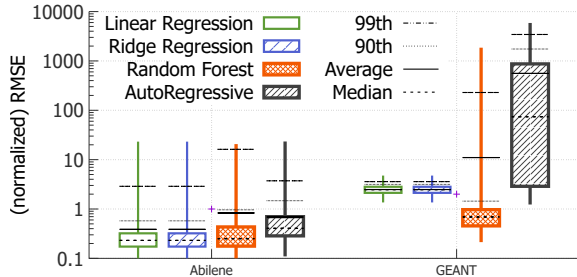 (normalized) RMSE
10000
1000
100
10
1
0.1
Linear Regression
Ridge Regression
Random Forest
AutoRegressive
99th
90th
Average
Median
Abilene
GEANT